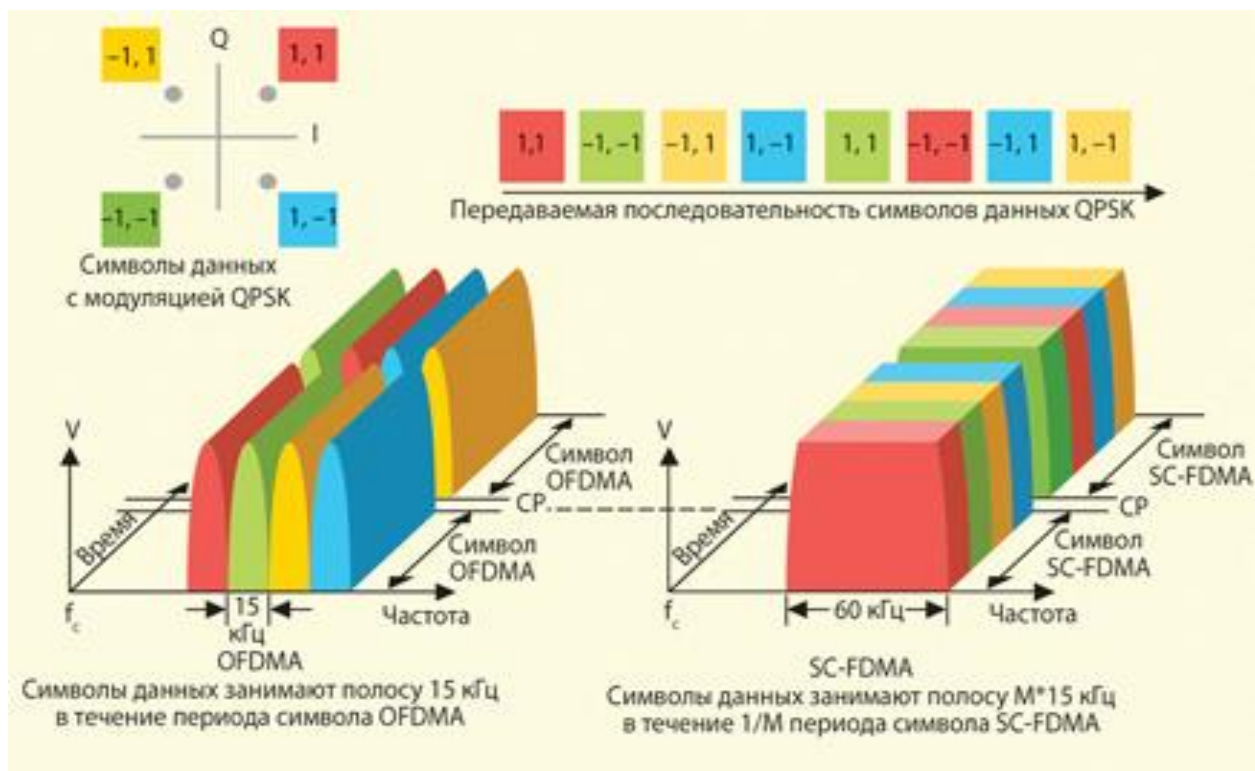 Q
–1, 1
1, 1
I
–1, –1
1, –1
Символы данных
с модуляцией QPSK
1,1
–1, –1
–1, 1
1, –1
1, 1
–1, –1
–1, 1
1, –1
Передаваемая последовательность символов данных QPSK
V
Время
fc
15
кГц
Частота
Символ
OFDMA
CP
Символ
OFDMA
OFDMA
Символы данных занимают полосу 15 кГц
в течение периода символа OFDMA
V
Время
fc
60 кГц
Частота
Символ
SC-FDMA
CP
Символ
SC-FDMA
SC-FDMA
Символы данных занимают полосу M*15 кГц
в течение 1/M периода символа SC-FDMA